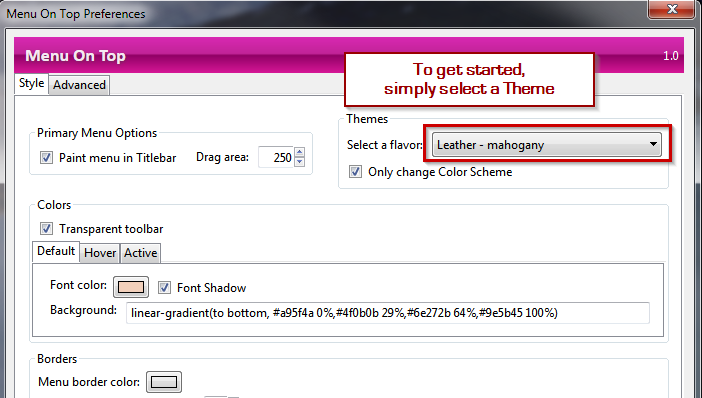 Menu On Top Preferences
Menu On Top
1.0
To get started,
simply select a Theme
Style
Advanced
Primary Menu Options
Paint menu in Titlebar
Drag area:
250
Themes
Select a flavor:
Leather - mahogany
Only change Color Scheme
Colors
Transparent toolbar
Default
Hover
Active
Font color:
Font Shadow
Background:
linear-gradient(to bottom, #a95f4a 0%,#4f0b0b 29%,#6e272b 64%,#9e5b45 100%)
Borders
Menu border color: